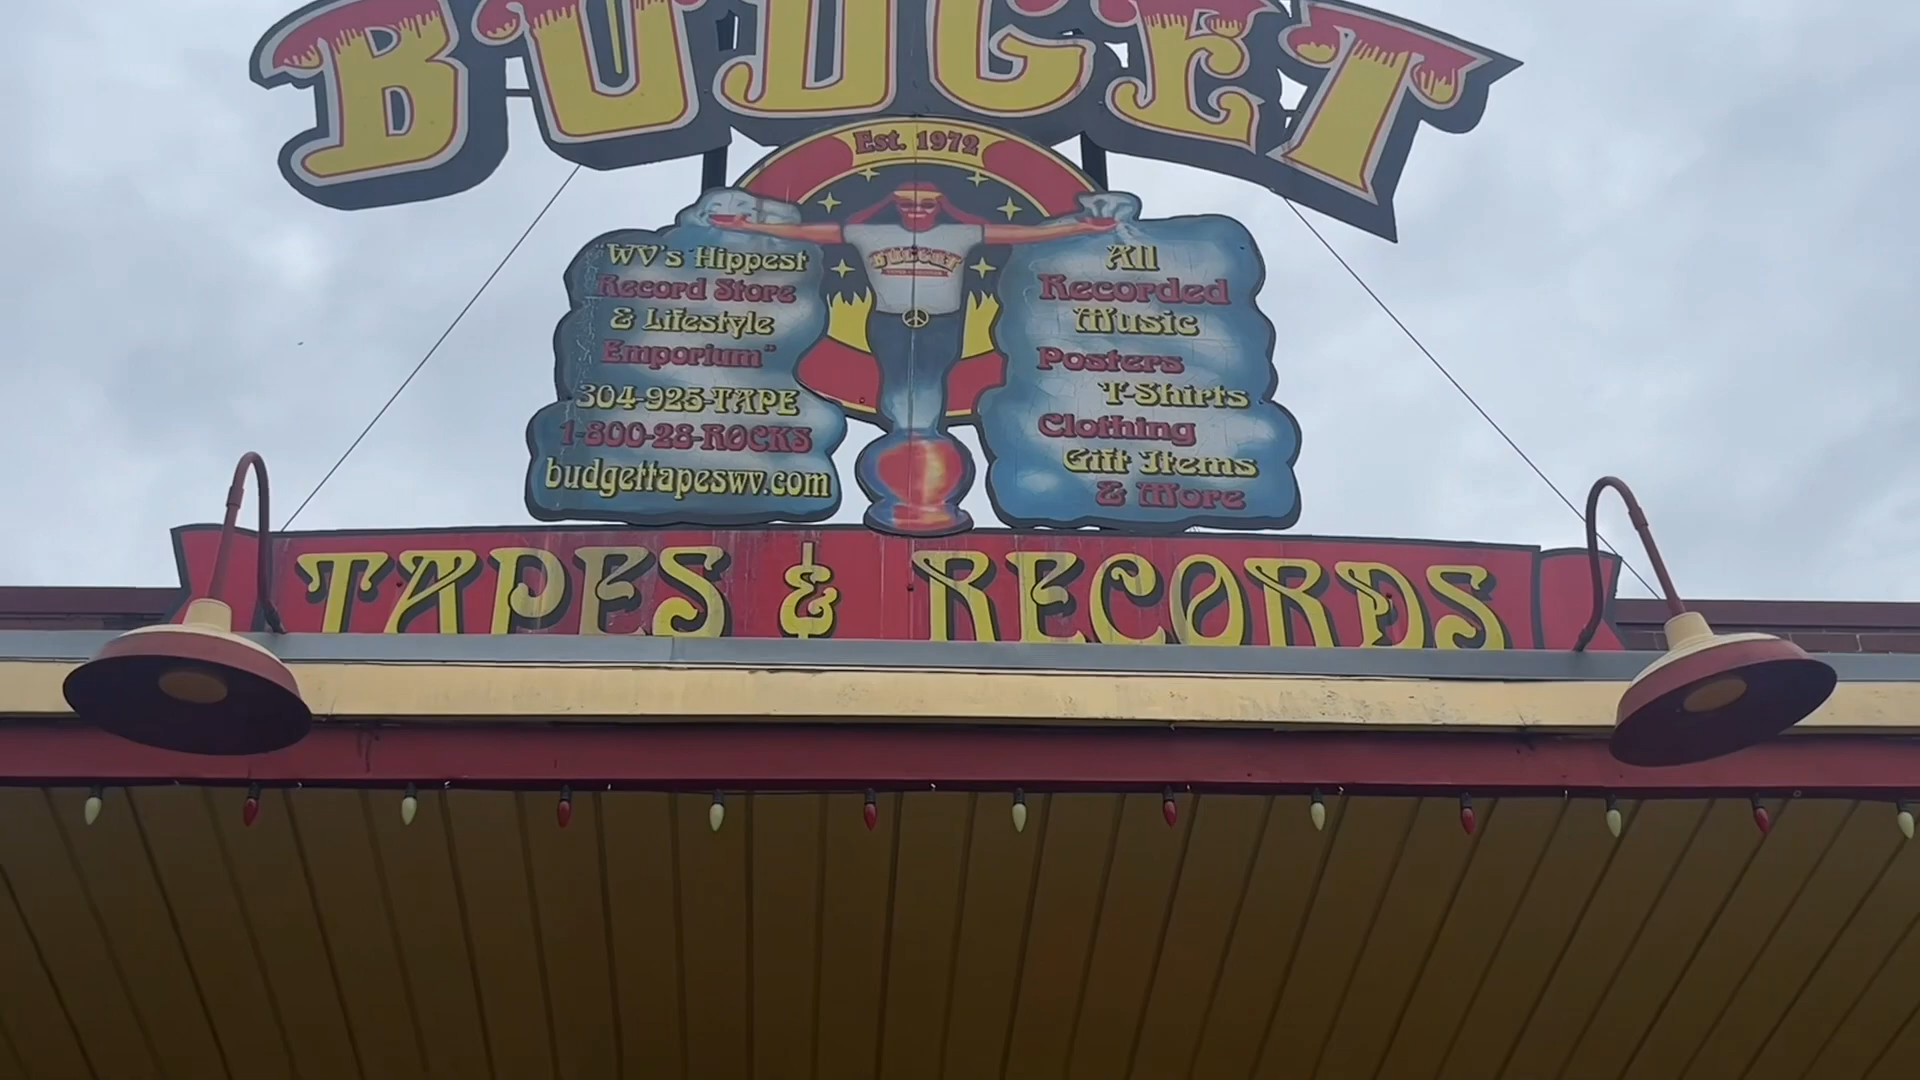 BUDGET
Est. 1972
"WV's Hippest
Record Store
& Lifestyle
Emporium"
304-925-TAPE
1-800-28-ROCKS
budgettapeswv.com
BUDGET
All
Recorded
Music
Posters
T-Shirts
Clothing
Gift Items
& More
TAPES & RECORDS